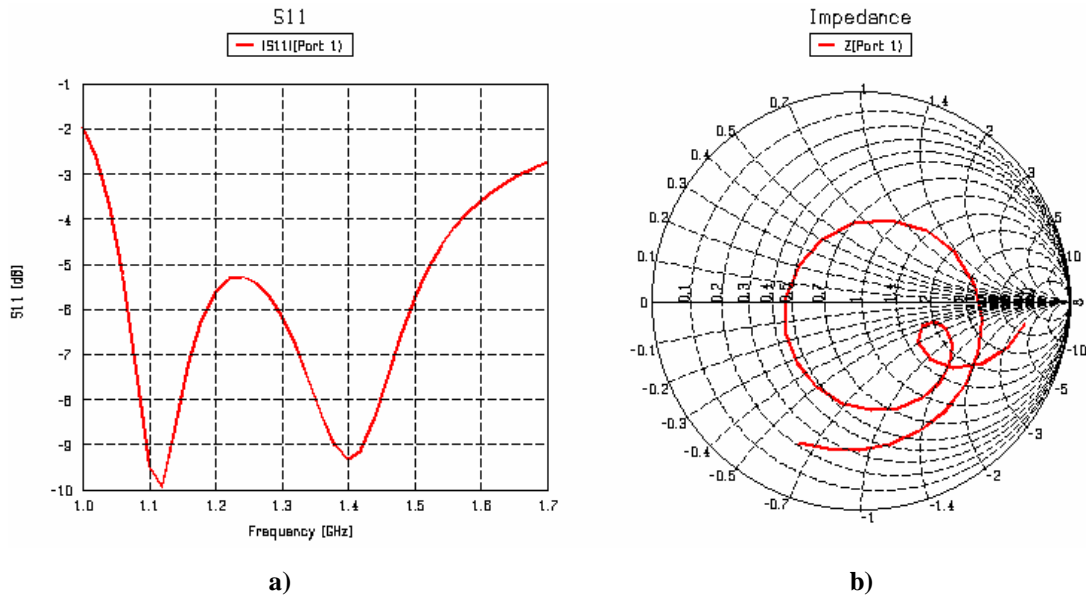 S11
|S11|(Port 1)
-1
-2
-3
-4
-5
-6
-7
-8
-9
-10
S11 [dB]
1.0 1.1 1.2 1.3 1.4 1.5 1.6 1.7
Frequency [GHz]
a)
Impedance
Z(Port 1)
1
0.7 1.4
0.5 2
0.4
0.3 3
0.2 5
0.1 10
0 0.1 0.2 0.3 0.4 0.5 0.7 1 1.4 2 ∞
-0.1 -10
-0.2 -5
-0.3 -3
-0.4
-0.5 -2
-0.7 -1.4
-1
b)